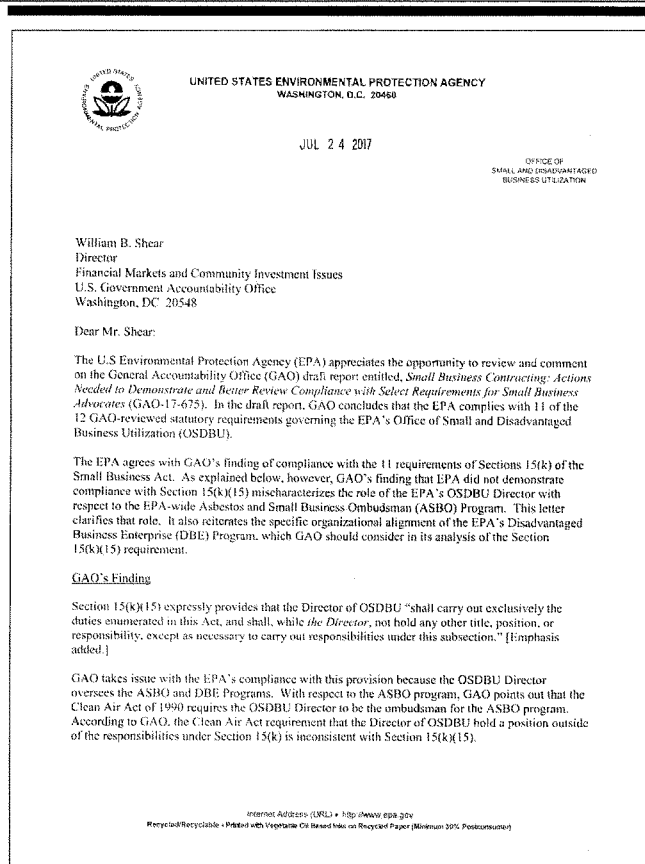 UNITED STATES ENVIRONMENTAL PROTECTION AGENCY
WASHINGTON, D.C. 20460
UNITED STATES
ENVIRONMENTAL PROTECTION AGENCY
JUL 24 2017
OFFICE OF
SMALL AND DISADVANTAGED
BUSINESS UTILIZATION
William B. Shear
Director
Financial Markets and Community Investment Issues
U.S. Government Accountability Office
Washington, DC 20548
Dear Mr. Shear:
The U.S Environmental Protection Agency (EPA) appreciates the opportunity to review and comment
on the General Accountability Office (GAO) draft report entitled, Small Business Contracting: Actions
Needed to Demonstrate and Better Review Compliance with Select Requirements for Small Business
Advocates (GAO-17-675). In the draft report, GAO concludes that the EPA complies with 11 of the
12 GAO-reviewed statutory requirements governing the EPA's Office of Small and Disadvantaged
Business Utilization (OSDBU).
The EPA agrees with GAO's finding of compliance with the 11 requirements of Sections 15(k) of the
Small Business Act. As explained below, however, GAO's finding that EPA did not demonstrate
compliance with Section 15(k)(15) mischaracterizes the role of the EPA's OSDBU Director with
respect to the EPA-wide Asbestos and Small Business Ombudsman (ASBO) Program. This letter
clarifies that role. It also reiterates the specific organizational alignment of the EPA's Disadvantaged
Business Enterprise (DBE) Program, which GAO should consider in its analysis of the Section
15(k)(15) requirement.
GAO's Finding
Section 15(k)(15) expressly provides that the Director of OSDBU "shall carry out exclusively the
duties enumerated in this Act, and shall, while the Director, not hold any other title, position, or
responsibility, except as necessary to carry out responsibilities under this subsection." [Emphasis
added.]
GAO takes issue with the EPA's compliance with this provision because the OSDBU Director
oversees the ASBO and DBE Programs. With respect to the ASBO program, GAO points out that the
Clean Air Act of 1990 requires the OSDBU Director to be the ombudsman for the ASBO program.
According to GAO, the Clean Air Act requirement that the Director of OSDBU hold a position outside
of the responsibilities under Section 15(k) is inconsistent with Section 15(k)(15).
Internet Address (URL) • http://www.epa.gov
Recycled/Recyclable • Printed with Vegetable Oil Based Inks on Recycled Paper (Minimum 30% Postconsumer)